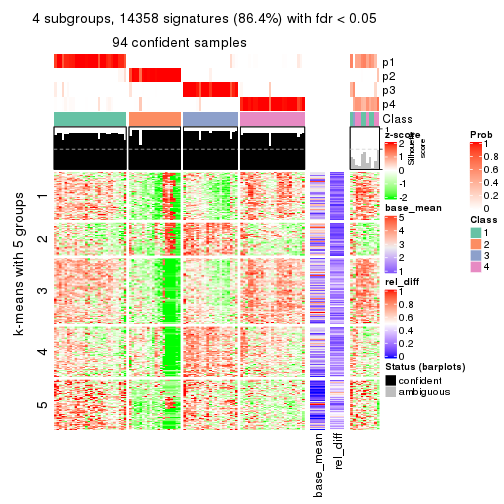 4 subgroups, 14358 signatures (86.4%) with fdr < 0.05
94 confident samples
p1
p2
p3
p4
Class
1
Silhouette
score
k-means with 5 groups
1
2
3
4
5
base_mean
rel_diff
z-score
2
1
0
-1
-2
base_mean
5
4
3
2
1
rel_diff
1
0.8
0.6
0.4
0.2
0
Status (barplots)
confident
ambiguous
Prob
1
0.8
0.6
0.4
0.2
0
Class
1
2
3
4